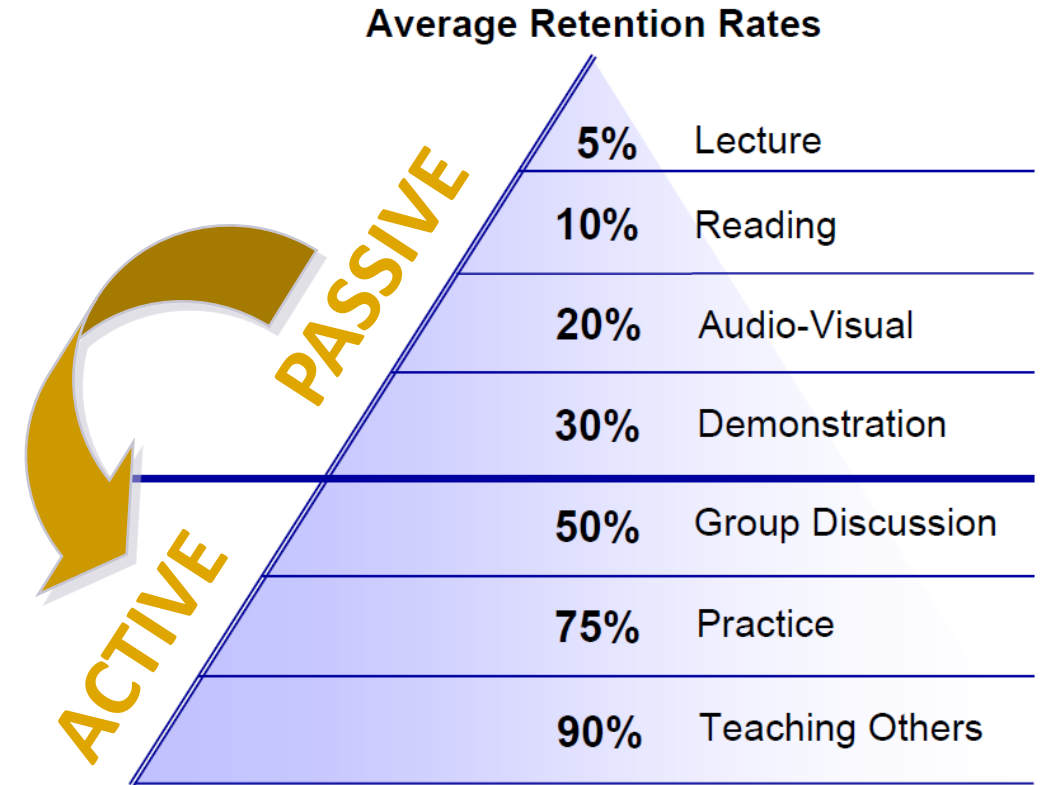 Average Retention Rates
PASSIVE
5% Lecture
10% Reading
20% Audio-Visual
30% Demonstration
ACTIVE
50% Group Discussion
75% Practice
90% Teaching Others